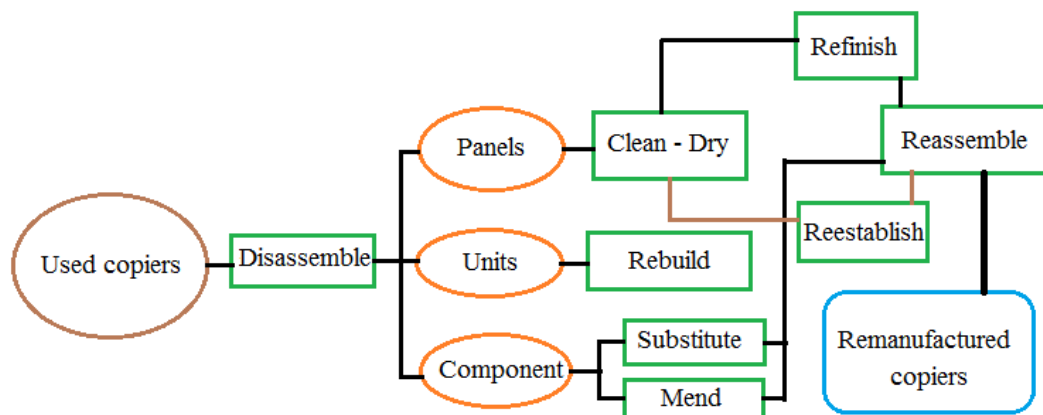 Refinish
Panels
Clean - Dry
Reassemble
Used copiers
Disassemble
Units
Rebuild
Reestablish
Component
Substitute
Mend
Remanufactured
copiers